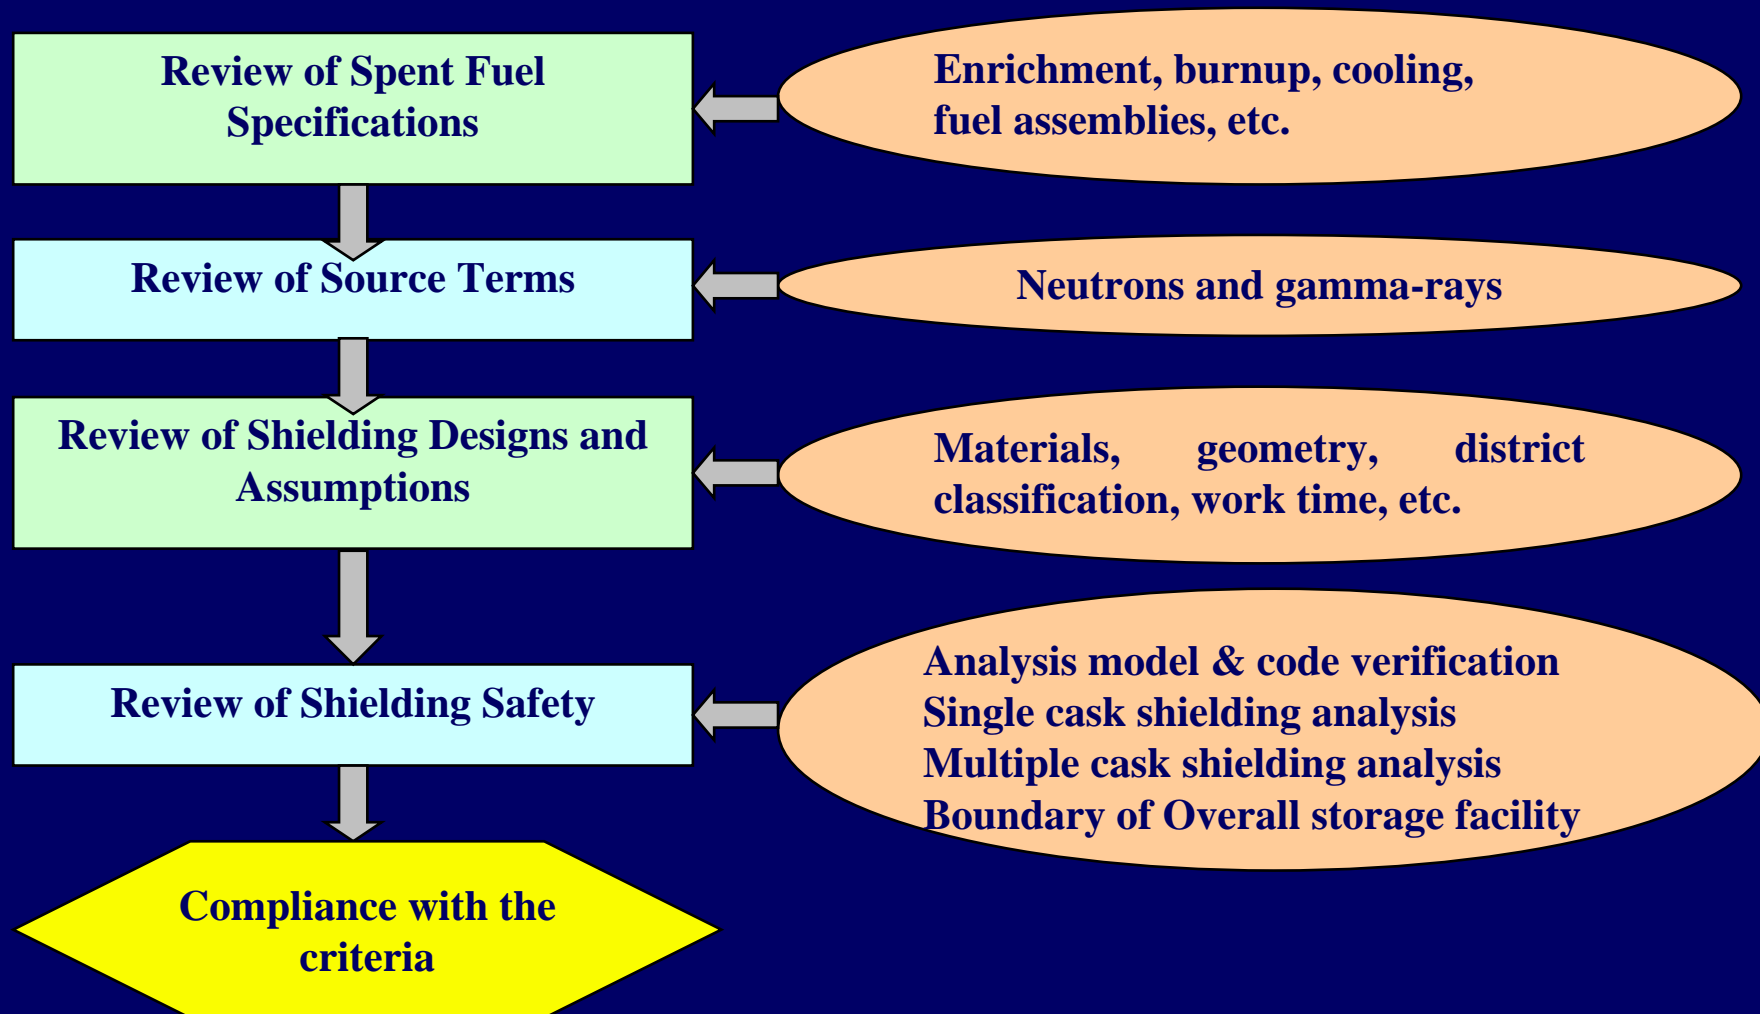 Review of Spent Fuel
Specifications
Enrichment, burnup, cooling,
fuel assemblies, etc.
Review of Source Terms
Neutrons and gamma-rays
Review of Shielding Designs and
Assumptions
Materials, geometry, district
classification, work time, etc.
Review of Shielding Safety
Analysis model & code verification
Single cask shielding analysis
Multiple cask shielding analysis
Boundary of Overall storage facility
Compliance with the
criteria